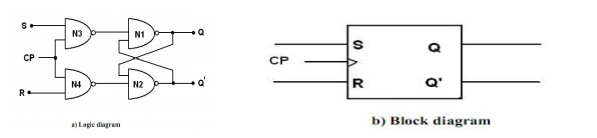 S
N3
N1
Q
CP
R
N4
N2
Q'
a) Logic diagram
S
Q
CP
R
Q'
b) Block diagram